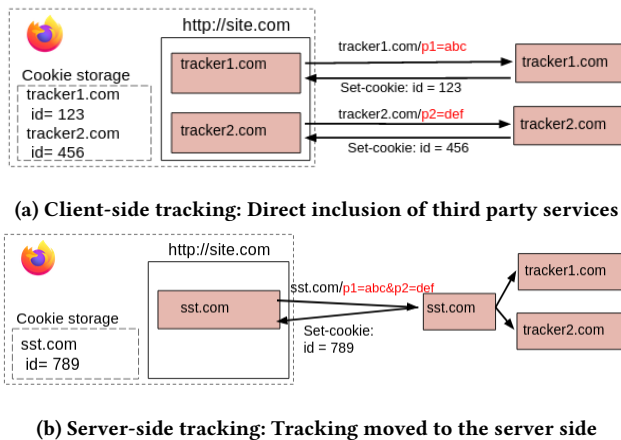 http://site.com
Cookie storage
tracker1.com
id= 123
tracker2.com
id= 456
tracker1.com
tracker2.com
tracker1.com/p1=abc
Set-cookie: id = 123
tracker2.com/p2=def
Set-cookie: id = 456
tracker1.com
tracker2.com
(a) Client-side tracking: Direct inclusion of third party services
http://site.com
Cookie storage
sst.com
id= 789
sst.com
sst.com/p1=abc&p2=def
Set-cookie:
id = 789
sst.com
tracker1.com
tracker2.com
(b) Server-side tracking: Tracking moved to the server side